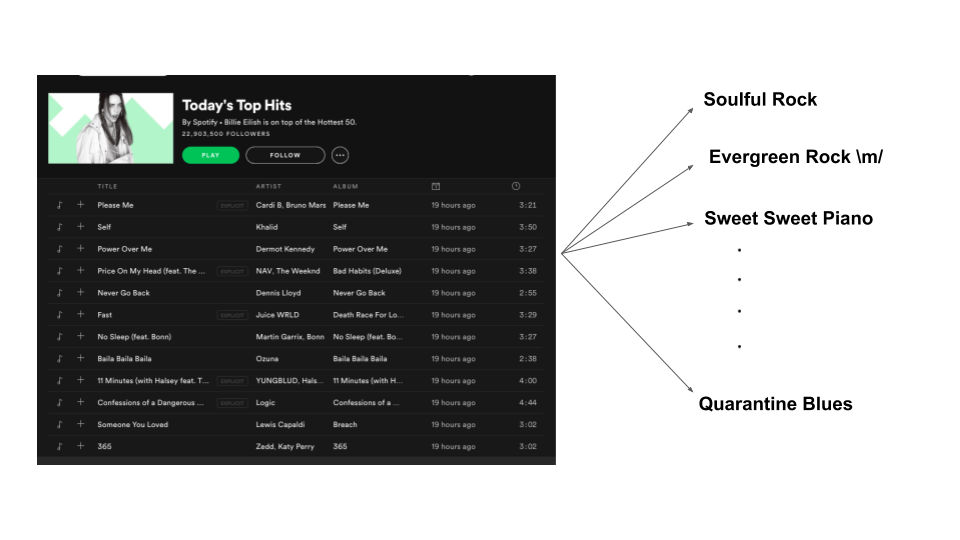 Today's Top Hits
By Spotify • Billie Eilish is on top of the Hottest 50.
22,903,500 FOLLOWERS
PLAY FOLLOW
TITLE ARTIST ALBUM
Please Me EXPLICIT Cardi B, Bruno Mars Please Me 19 hours ago 3:21
Self Khalid Self 19 hours ago 3:50
Power Over Me Dermot Kennedy Power Over Me 19 hours ago 3:27
Price On My Head (feat. The ... EXPLICIT NAV, The Weeknd Bad Habits (Deluxe) 19 hours ago 3:38
Never Go Back Dennis Lloyd Never Go Back 19 hours ago 2:55
Fast EXPLICIT Juice WRLD Death Race For Lo... 19 hours ago 3:29
No Sleep (feat. Bonn) Martin Garrix, Bonn No Sleep (feat. Bo... 19 hours ago 3:27
Baila Baila Baila Ozuna Baila Baila Baila 19 hours ago 2:38
11 Minutes (with Halsey feat. T... EXPLICIT YUNGBLUD, Hals... 11 Minutes (with H... 19 hours ago 4:00
Confessions of a Dangerous ... EXPLICIT Logic Confessions of a ... 19 hours ago 4:44
Someone You Loved Lewis Capaldi Breach 19 hours ago 3:02
365 Zedd, Katy Perry 365 19 hours ago 3:02
Soulful Rock
Evergreen Rock \m/
Sweet Sweet Piano
Quarantine Blues